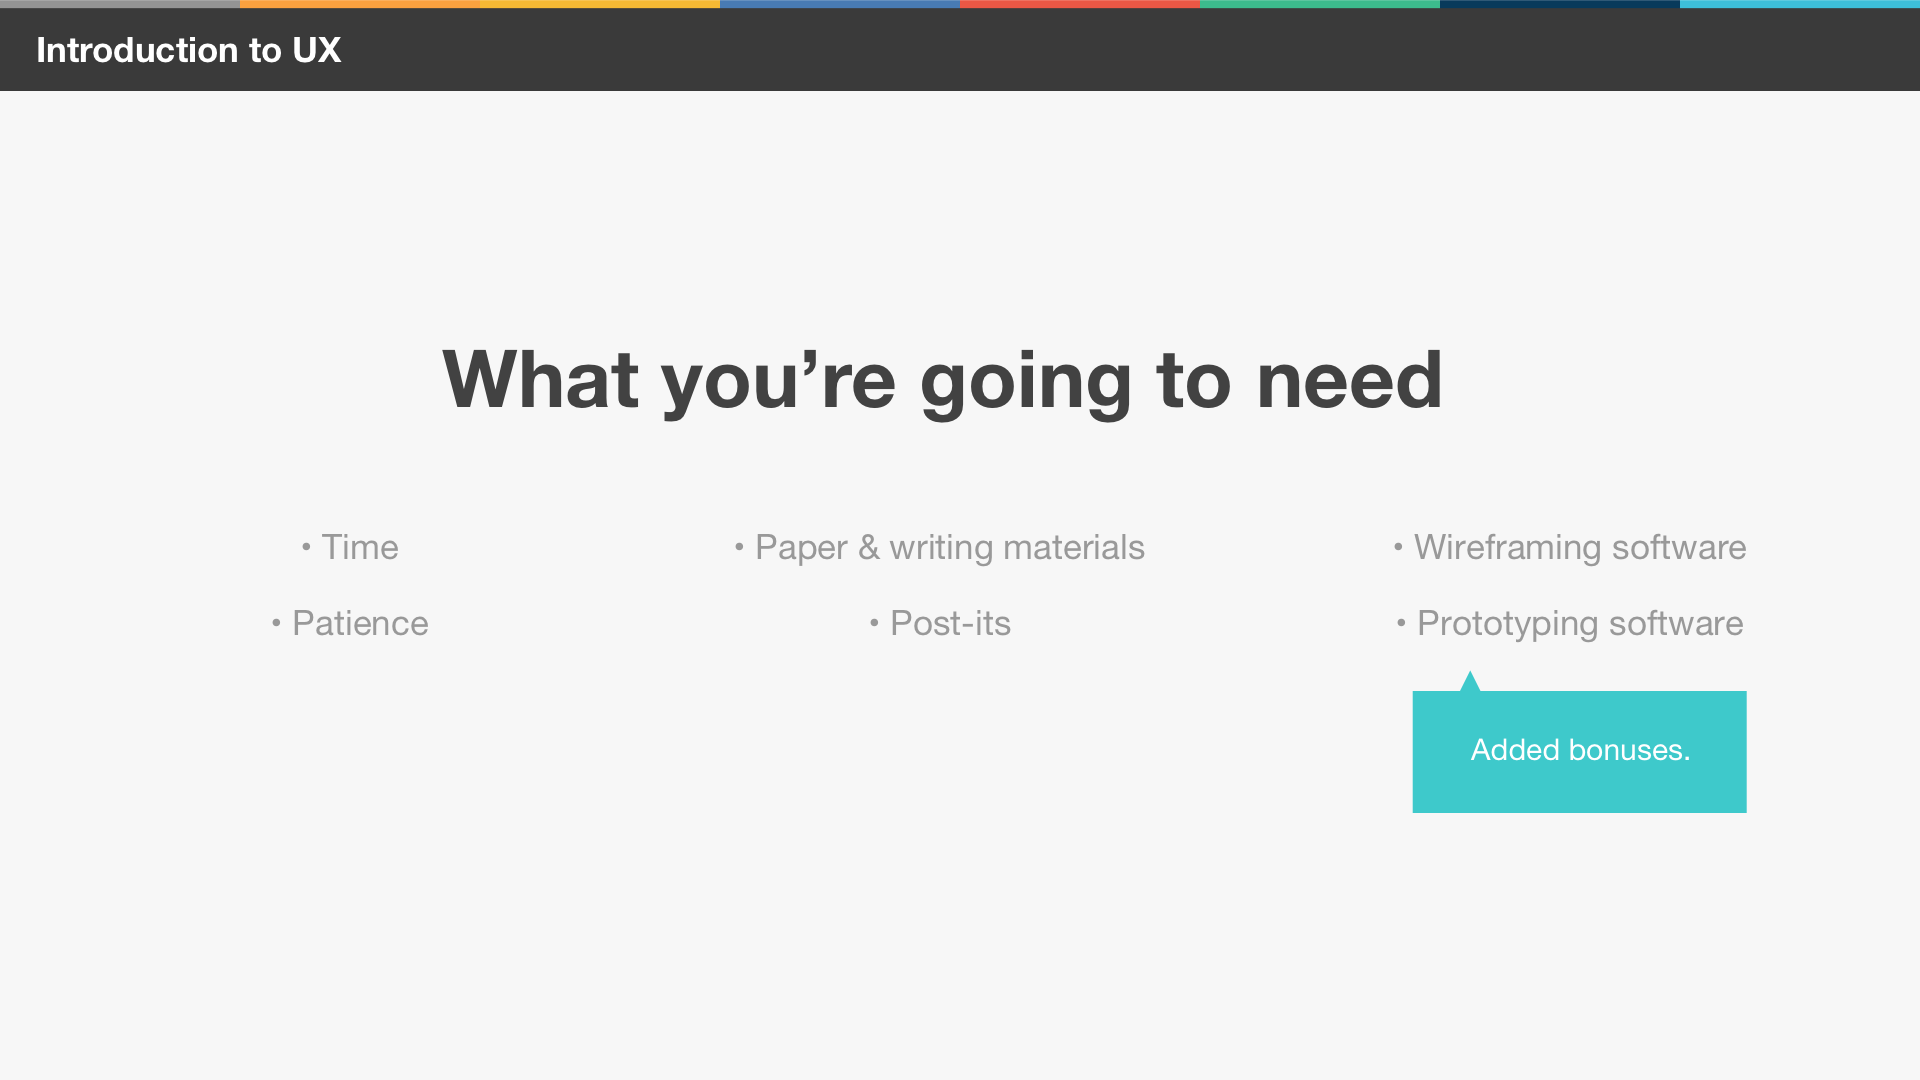 Introduction to UX
What you’re going to need
• Time
• Patience
• Paper & writing materials
• Post-its
• Wireframing software
• Prototyping software
Added bonuses.